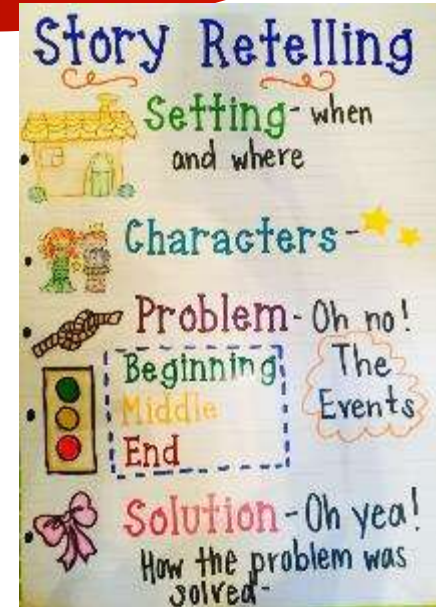 Story Retelling
Setting - when
and where
Characters -
Problem - Oh no!
Beginning
Middle
End
The
Events
Solution - Oh yea!
How the problem was
solved -